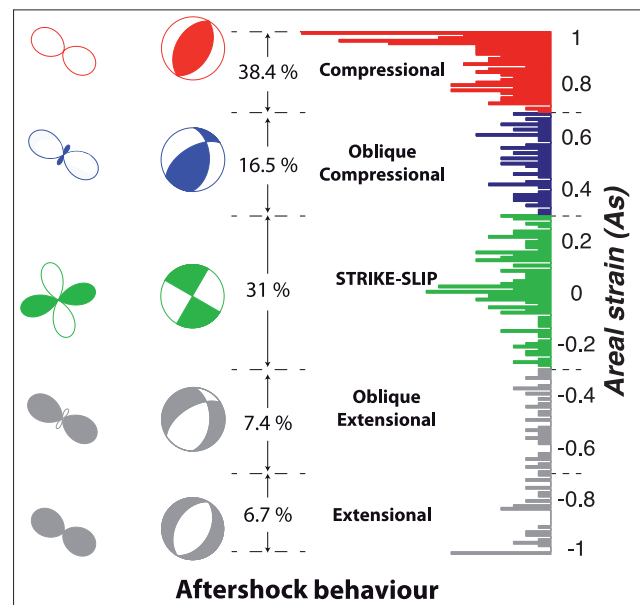 1
38.4 %
Compressional
0.8
16.5 %
Oblique
Compressional
0.6
0.4
31 %
STRIKE-SLIP
0.2
0
-0.2
7.4 %
Oblique
Extensional
-0.4
-0.6
6.7 %
Extensional
-0.8
-1
Areal strain (As)
Aftershock behaviour